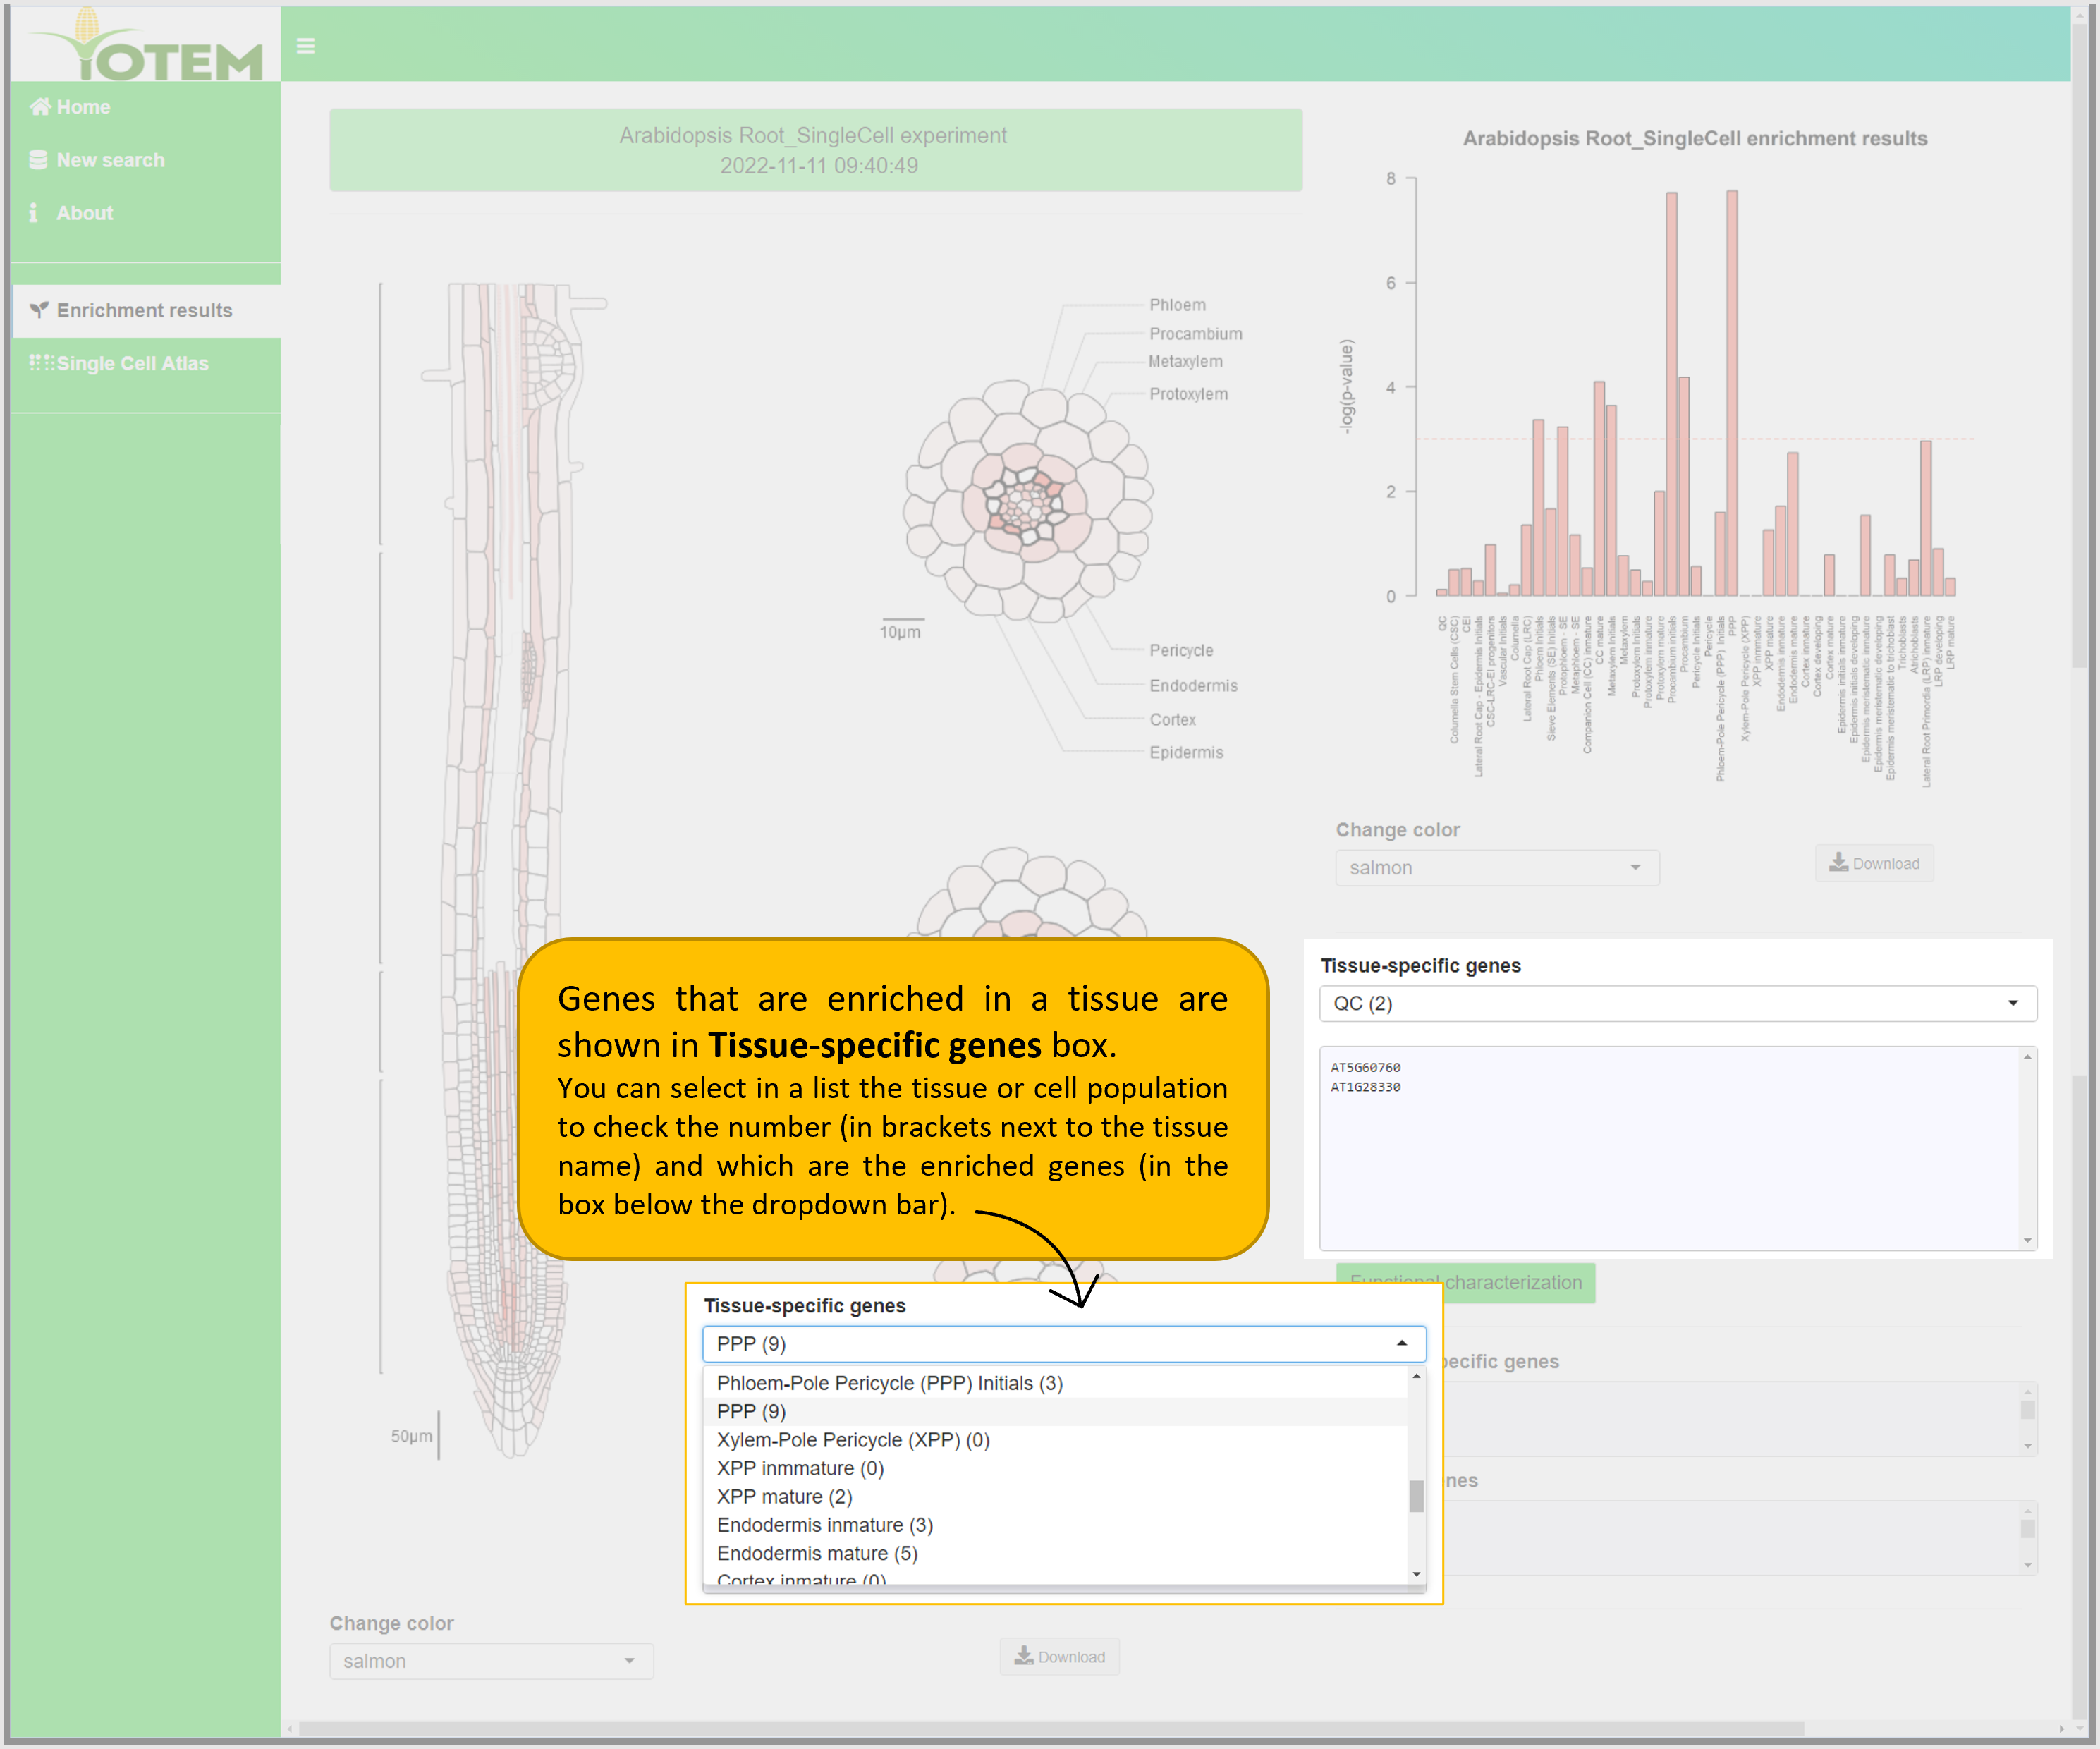 TOTEM
Home
New search
About
Enrichment results
Single Cell Atlas
Arabidopsis Root_SingleCell experiment
2022-11-11 09:40:49
Phloem
Procambium
Metaxylem
Protoxylem
10µm
Pericycle
Endodermis
Cortex
Epidermis
50µm
Change color
salmon
Download
Arabidopsis Root_SingleCell enrichment results
-log(p-value)
8
6
4
2
0
QC
Columella Stem Cells (CSC)
CEI
Lateral Root Cap - Epidermis Initials
CSC-LRC-EI progenitors
Vascular Initials
Columella
Lateral Root Cap (LRC)
Phloem Initials
Sieve Elements (SE) Initials
Protophloem - SE
Metaphloem - SE
Companion Cell (CC) inmature
CC mature
Metaxylem Initials
Metaxylem
Protoxylem Initials
Protoxylem inmature
Protoxylem mature
Procambium Initials
Procambium
Pericycle Initials
Pericycle
Phloem-Pole Pericycle (PPP) Initials
PPP
Xylem-Pole Pericycle (XPP)
XPP inmmature
XPP mature
Endodermis inmature
Endodermis mature
Cortex inmature
Cortex developing
Cortex mature
Epidermis initials inmature
Epidermis initials developing
Epidermis meristematic inmature
Epidermis meristematic developing
Epidermis meristematic to trichoblast
Trichoblasts
Atrichoblasts
Lateral Root Primordia (LRP) inmature
LRP developing
LRP mature
Change color
salmon
Download
Tissue-specific genes
QC (2)
AT5G60760
AT1G28330
Genes that are enriched in a tissue are
shown in Tissue-specific genes box.
You can select in a list the tissue or cell population
to check the number (in brackets next to the tissue
name) and which are the enriched genes (in the
box below the dropdown bar).
characterization
Tissue-specific genes
PPP (9)
Phloem-Pole Pericycle (PPP) Initials (3)
PPP (9)
Xylem-Pole Pericycle (XPP) (0)
XPP inmmature (0)
XPP mature (2)
Endodermis inmature (3)
Endodermis mature (5)
Cortex inmature (0)
genes